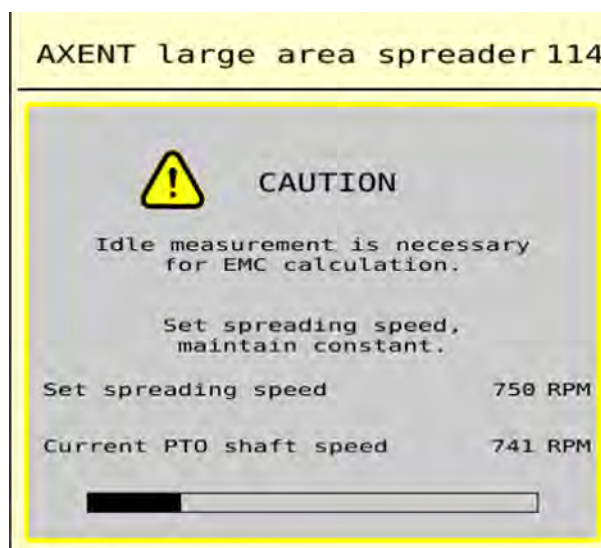 AXENT large area spreader 114
CAUTION
Idle measurement is necessary
for EMC calculation.
Set spreading speed,
maintain constant.
Set spreading speed 750 RPM
Current PTO shaft speed 741 RPM